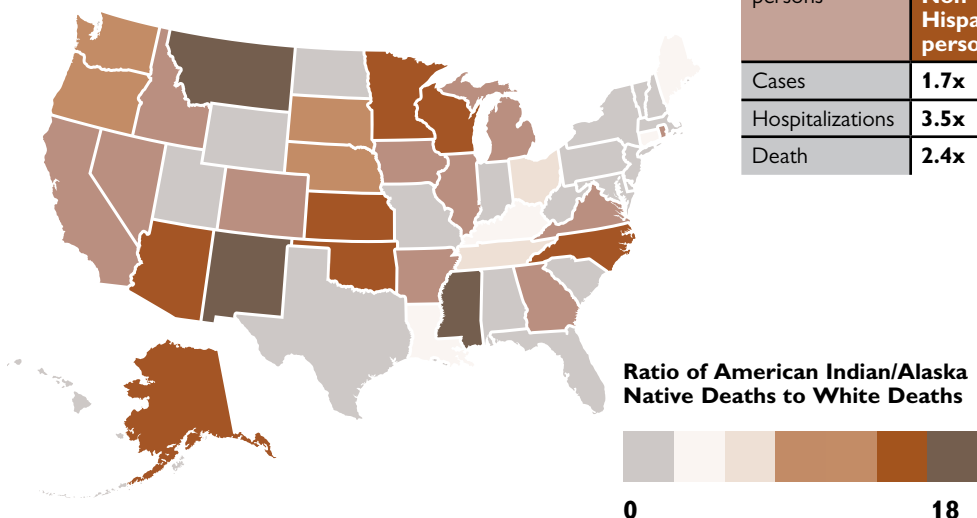 persons
Cases 1.7x
Hospitalizations 3.5x
Death 2.4x
Ratio of American Indian/Alaska
Native Deaths to White Deaths
0 18